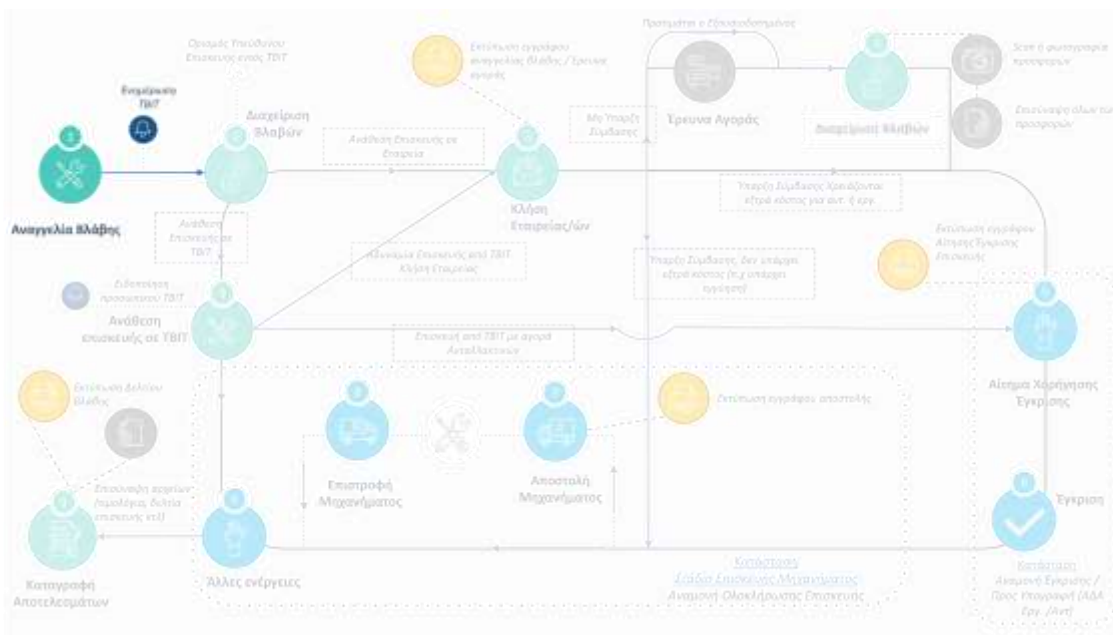 Προτιμάται ο Εξουσιοδοτημένος
Ορισμός Υπεύθυνου
Επισκευής ενός ΤΒΙΤ
Εκτύπωση εγγράφου
αναγγελίας βλάβης / έρευνα
αγοράς
Scan ή φωτογραφία
προσφορών
Ενημέρωση
ΤΒΙΤ
Επισύναψη όλων των
προσφορών
Διαχείριση
Βλαβών
Μη Ύπαρξη
Σύμβασης
Έρευνα Αγοράς
Διαχείριση Βλαβών
Ανάθεση Επισκευής σε
Εταιρεία
Αναγγελία Βλάβης
Κλήση
Εταιρείας/ών
Ύπαρξη Σύμβασης Χρειάζονται
εξτρά κόστος για αντ. ή εργ.
Ανάθεση
Επισκευής σε
ΤΒΙΤ
Αδυναμία Επισκευής από ΤΒΙΤ
Κλήση Εταιρείας
Ύπαρξη Σύμβασης, δεν υπάρχει
εξτρά κόστος (π.χ υπάρχει
εγγύηση)
Εκτύπωση εγγράφου
Αίτησης Έγκρισης
Επισκευής
Ειδοποίηση
προσωπικού ΤΒΙΤ
Ανάθεση
επισκευής σε ΤΒΙΤ
Επισκευή από ΤΒΙΤ με αγορά
Ανταλλακτικών
Αίτημα Χορήγησης
Έγκρισης
Εκτύπωση Δελτίου
Βλάβης
Εκτύπωση εγγράφου αποστολής
Επιστροφή
Μηχανήματος
Αποστολή
Μηχανήματος
Επισύναψη αρχείων
(τιμολόγια, δελτία
επισκευής κτλ)
Έγκριση
Καταγραφή
Αποτελεσμάτων
Άλλες ενέργειες
Κατάσταση
Στάδιο Επισκευής Μηχανήματος
Αναμονή Ολοκλήρωσης Επισκευής
Κατάσταση
Αναμονή Έγκρισης /
Προς Υπογραφή (ΑΔΑ
Εργ. /Αντ)